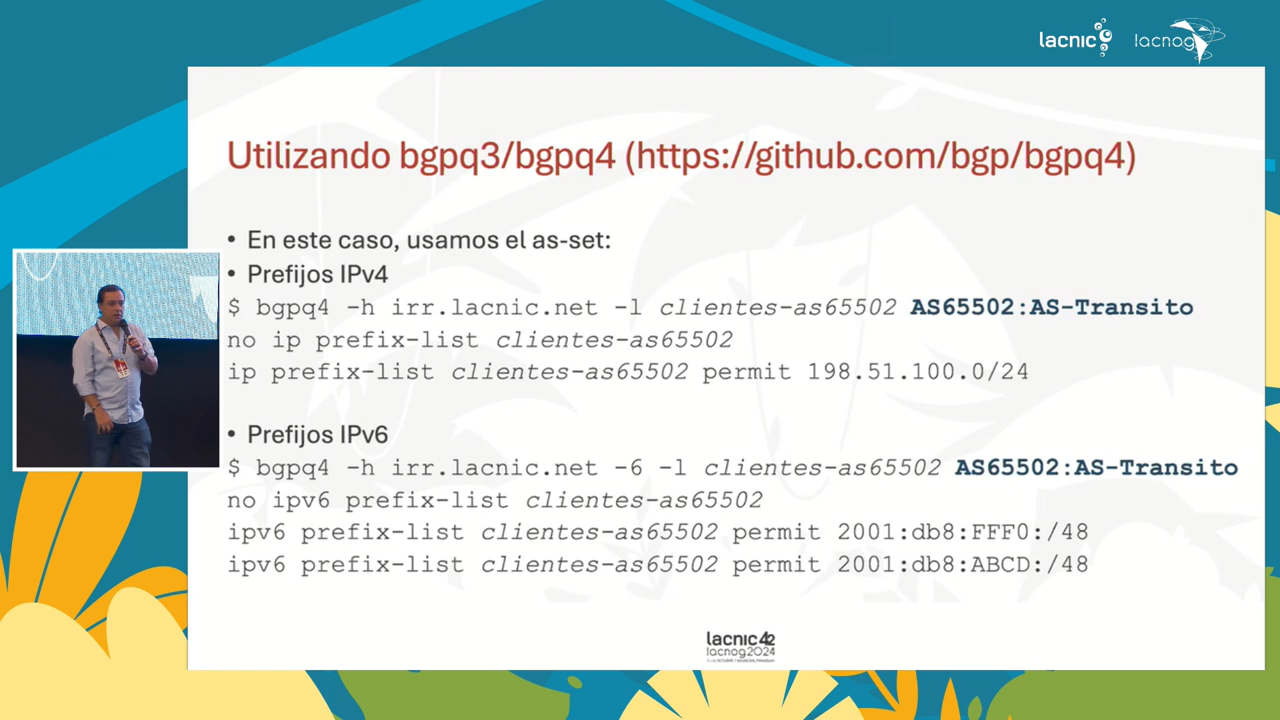 lacnic
lacnog
Utilizando bgpq3/bgpq4 (https://github.com/bgp/bgpq4)
• En este caso, usamos el as-set:
• Prefijos IPv4
$ bgpq4 -h irr.lacnic.net -l clientes-as65502 AS65502:AS-Transito
no ip prefix-list clientes-as65502
ip prefix-list clientes-as65502 permit 198.51.100.0/24
• Prefijos IPv6
$ bgpq4 -h irr.lacnic.net -6 -l clientes-as65502 AS65502:AS-Transito
no ipv6 prefix-list clientes-as65502
ipv6 prefix-list clientes-as65502 permit 2001:db8:FFF0:/48
ipv6 prefix-list clientes-as65502 permit 2001:db8:ABCD:/48
lacnic42
lacnog2024